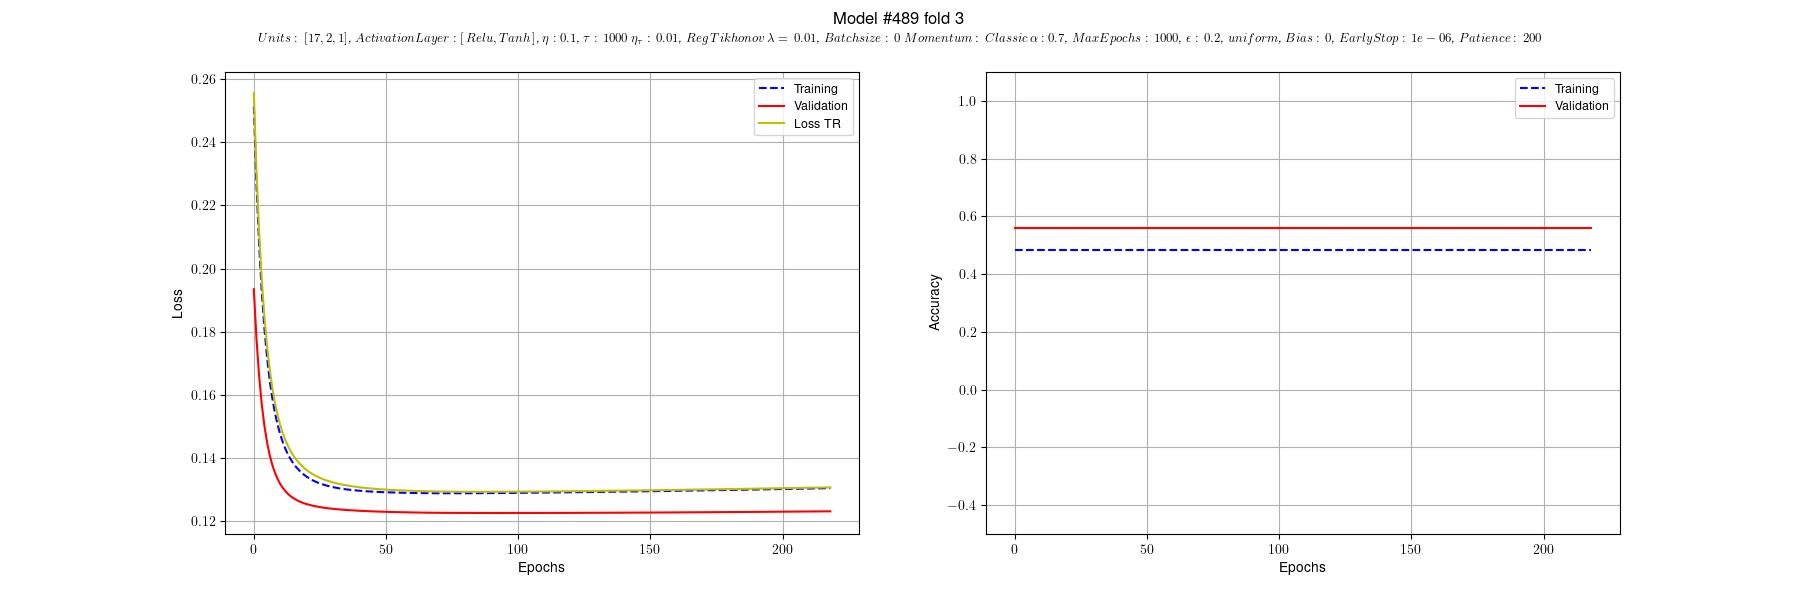 Model #489 fold 3
Units : [17, 2, 1], ActivationLayer : [ Relu, Tanh ], η : 0.1, τ : 1000 ητ : 0.01, RegTikhonov λ = 0.01, Batchsize : 0 Momentum : Classic α : 0.7, MaxEpochs : 1000, ϵ : 0.2, uniform, Bias : 0, EarlyStop : 1e − 06, Patience : 200
0.26
0.24
0.22
0.20
0.18
0.16
0.14
0.12
Loss
Training
Validation
Loss TR
0 50 100 150 200
Epochs
1.0
0.8
0.6
0.4
0.2
0.0
−0.2
−0.4
Accuracy
Training
Validation
0 50 100 150 200
Epochs